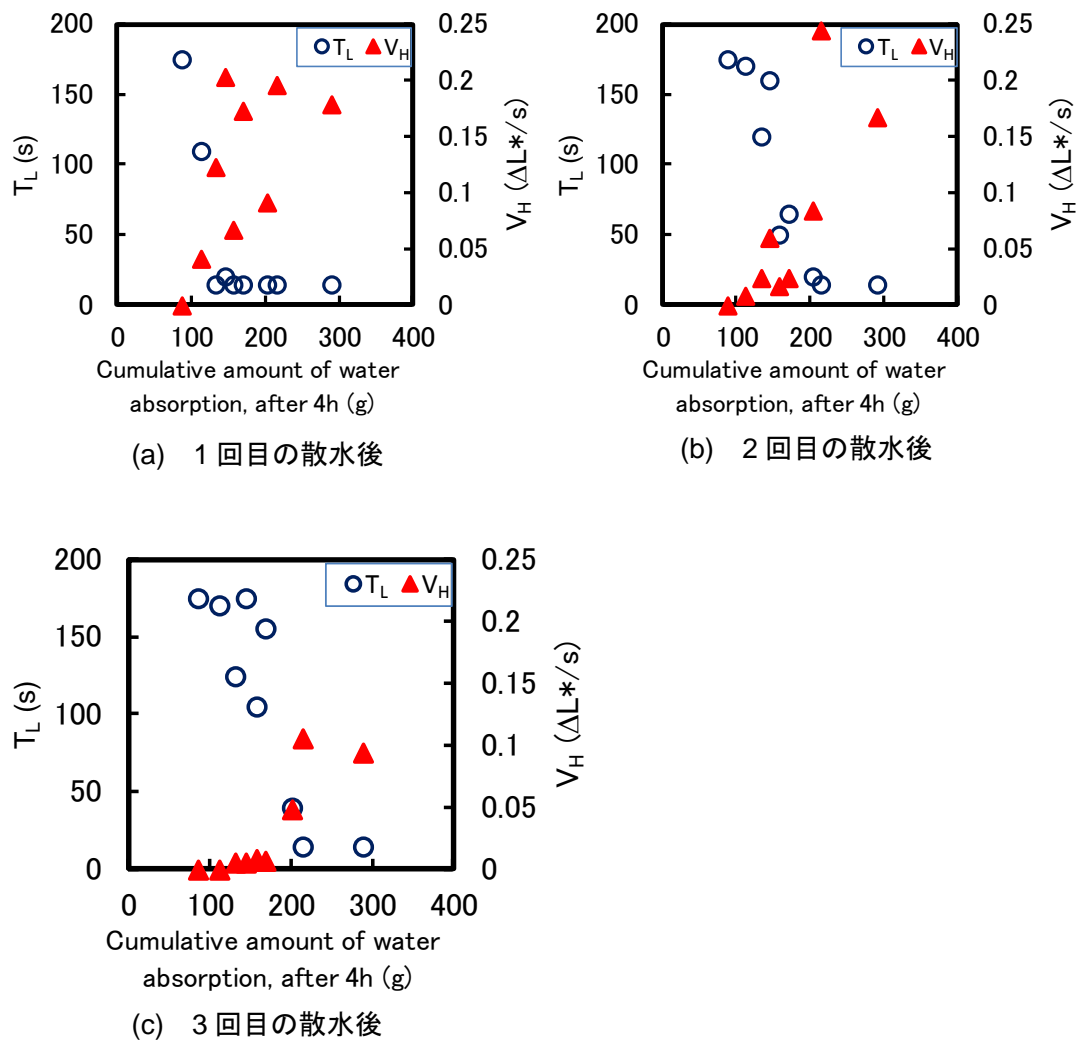 200
150
100
50
0
T_L (s)
T_L V_H
0.25
0.2
0.15
0.1
0.05
0
V_H (ΔL*/s)
0 100 200 300 400
Cumulative amount of water
absorption, after 4h (g)
(a) 1回目の散水後
200
150
100
50
0
T_L (s)
T_L V_H
0.25
0.2
0.15
0.1
0.05
0
V_H (ΔL*/s)
0 100 200 300 400
Cumulative amount of water
absorption, after 4h (g)
(b) 2回目の散水後
200
150
100
50
0
T_L (s)
T_L V_H
0.25
0.2
0.15
0.1
0.05
0
V_H (ΔL*/s)
0 100 200 300 400
Cumulative amount of water
absorption, after 4h (g)
(c) 3回目の散水後